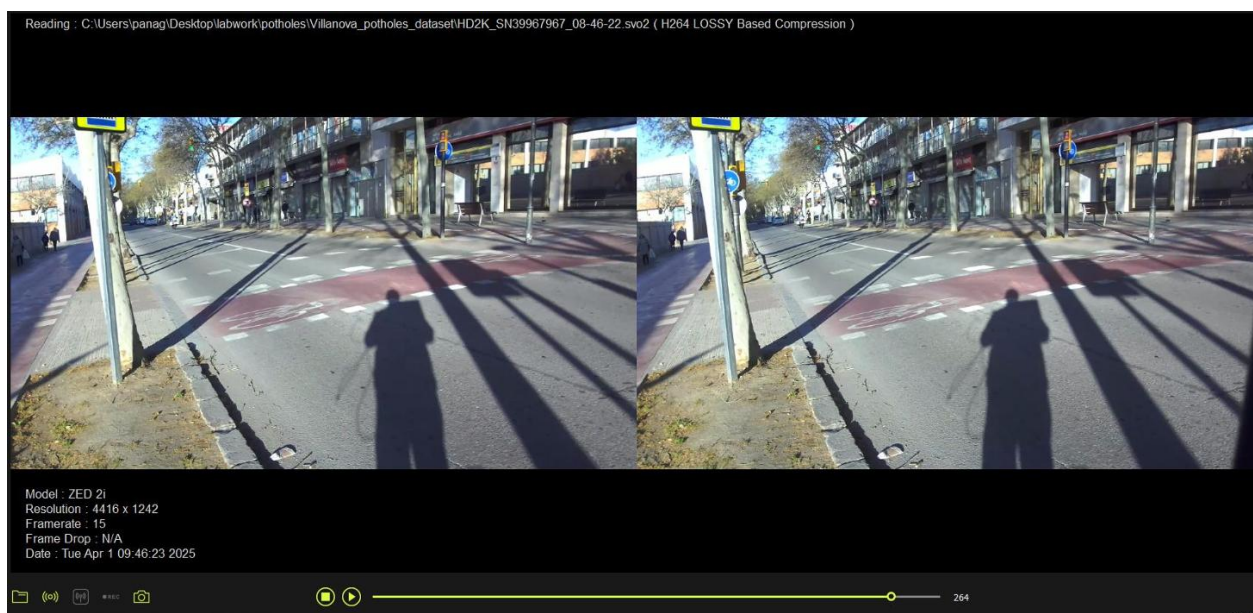 Reading : C:\Users\panag\Desktop\labwork\potholes\Villanova_potholes_dataset\HD2K_SN39967967_08-46-22.svo2 ( H264 LOSSY Based Compression )
Model : ZED 2i
Resolution : 4416 x 1242
Framerate : 15
Frame Drop : N/A
Date : Tue Apr 1 09:46:23 2025
REC
264